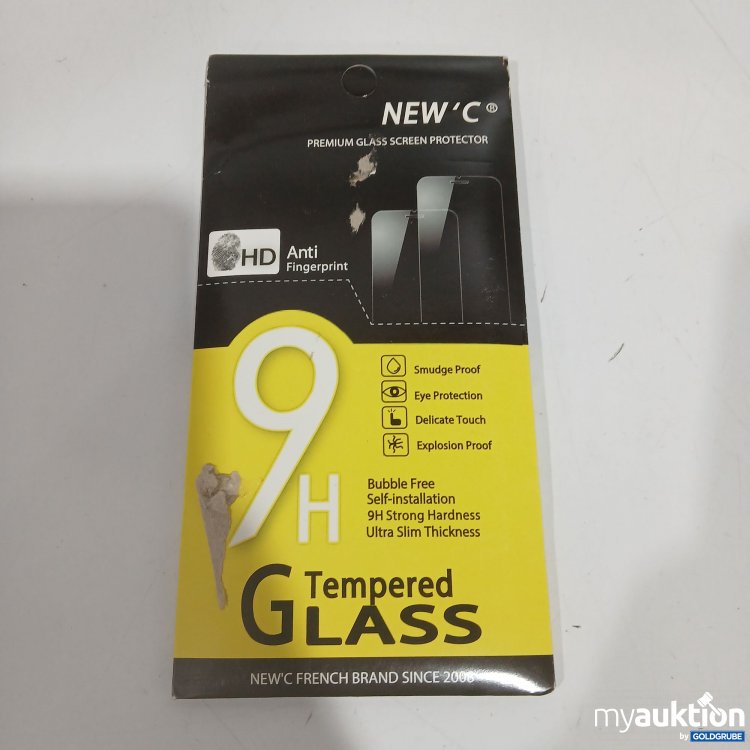 NEW 'C ®
PREMIUM GLASS SCREEN PROTECTOR
HD
Anti
Fingerprint
9H
Smudge Proof
Eye Protection
Delicate Touch
Explosion Proof
Bubble Free
Self-installation
9H Strong Hardness
Ultra Slim Thickness
Tempered
GLASS
NEW'C FRENCH BRAND SINCE 2008
myauktion
by GOLDGRUBE